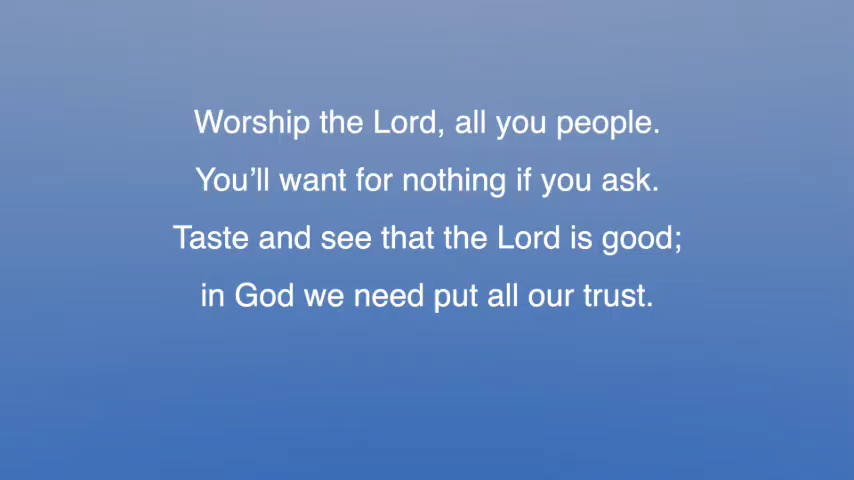 Worship the Lord, all you people.
You’ll want for nothing if you ask.
Taste and see that the Lord is good;
in God we need put all our trust.